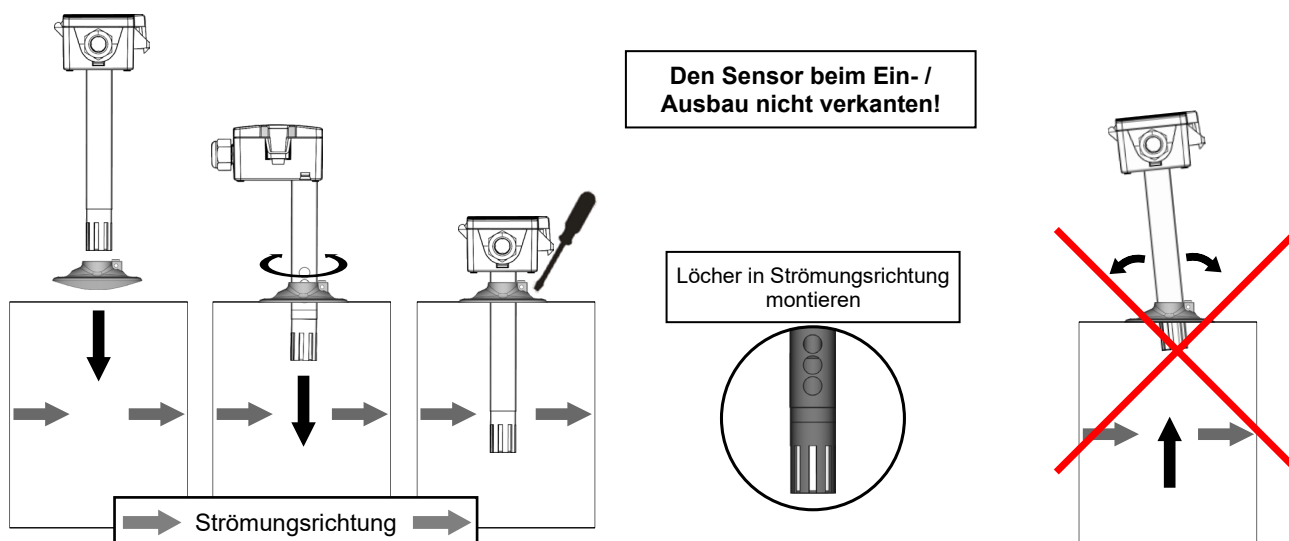 Den Sensor beim Ein- /
Ausbau nicht verkanten!
Löcher in Strömungsrichtung
montieren
Strömungsrichtung